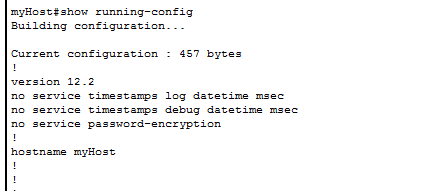 myHost#show running-config
Building configuration...
Current configuration : 457 bytes
!
version 12.2
no service timestamps log datetime msec
no service timestamps debug datetime msec
no service password-encryption
!
hostname myHost
!
!
!